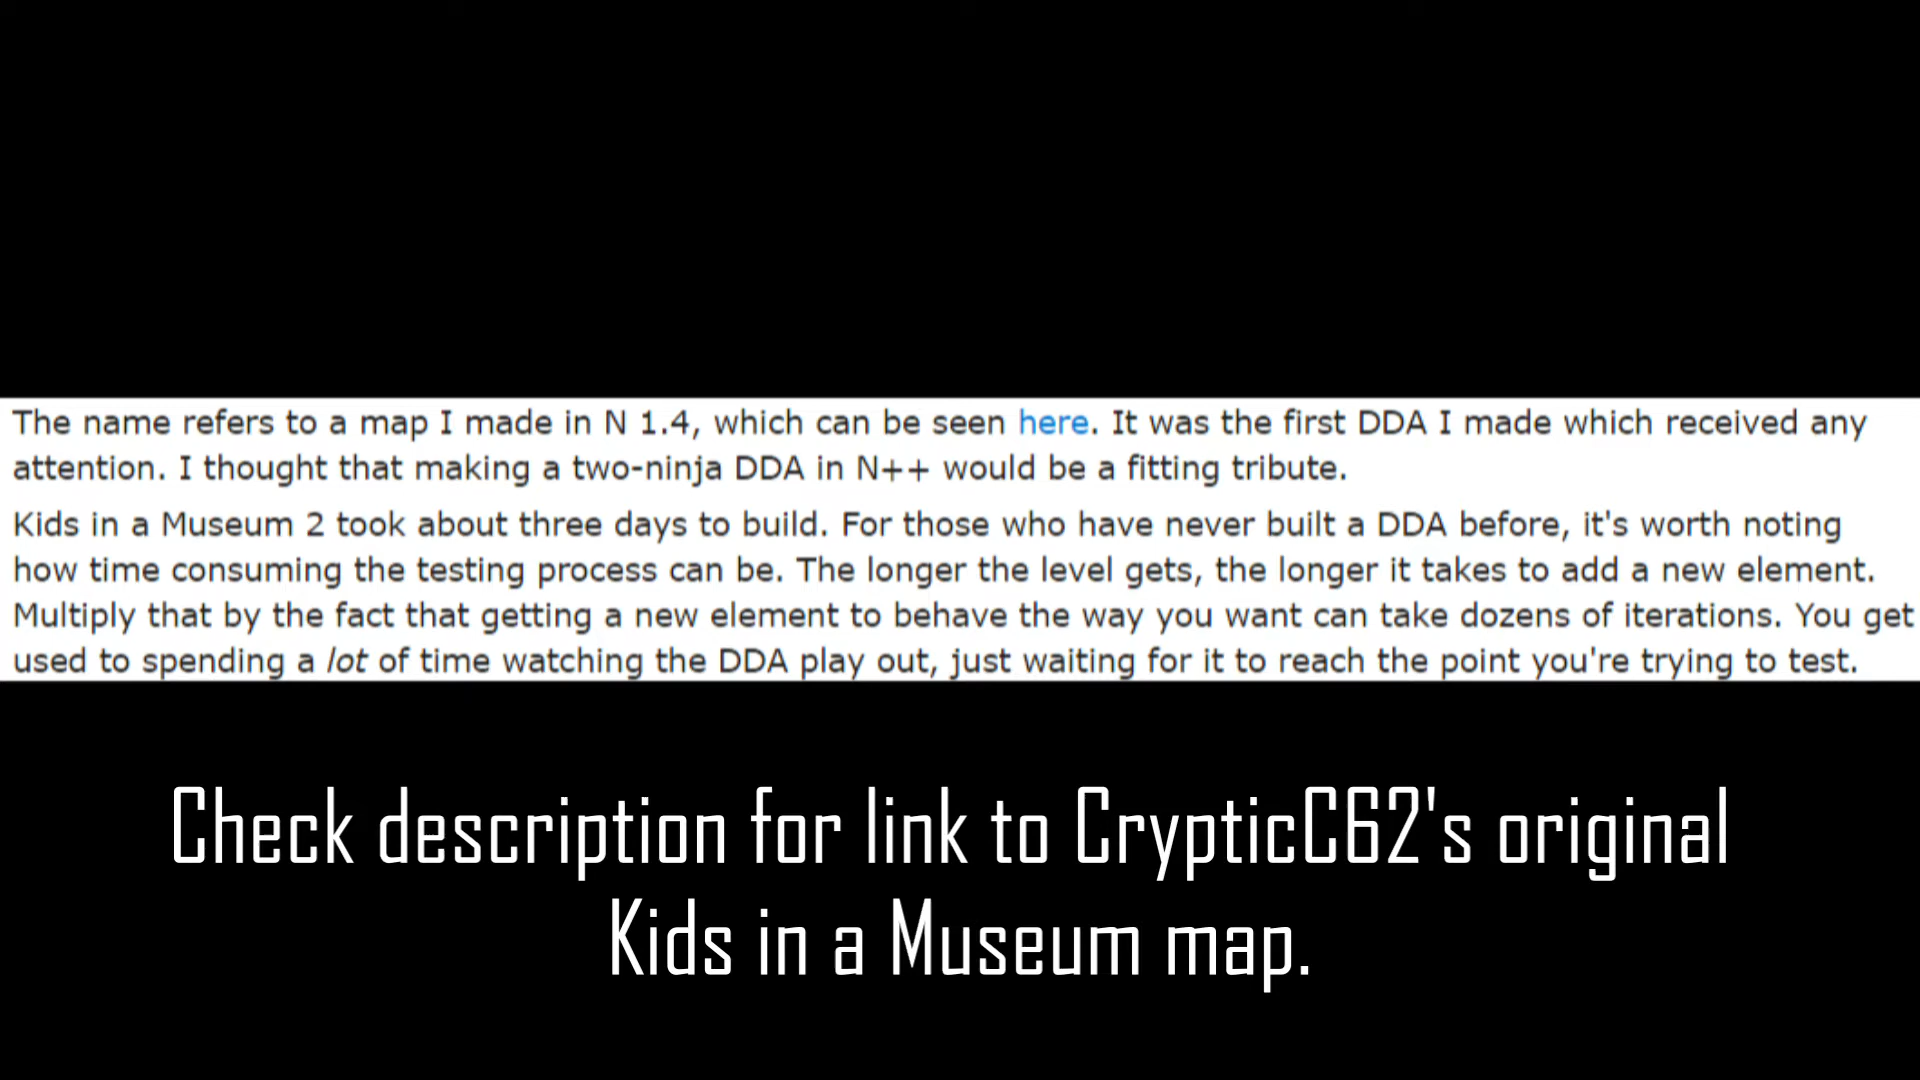 The name refers to a map I made in N 1.4, which can be seen here. It was the first DDA I made which received any
attention. I thought that making a two-ninja DDA in N++ would be a fitting tribute.
Kids in a Museum 2 took about three days to build. For those who have never built a DDA before, it's worth noting
how time consuming the testing process can be. The longer the level gets, the longer it takes to add a new element.
Multiply that by the fact that getting a new element to behave the way you want can take dozens of iterations. You get
used to spending a lot of time watching the DDA play out, just waiting for it to reach the point you're trying to test.
Check description for link to CrypticC62's original
Kids in a Museum map.